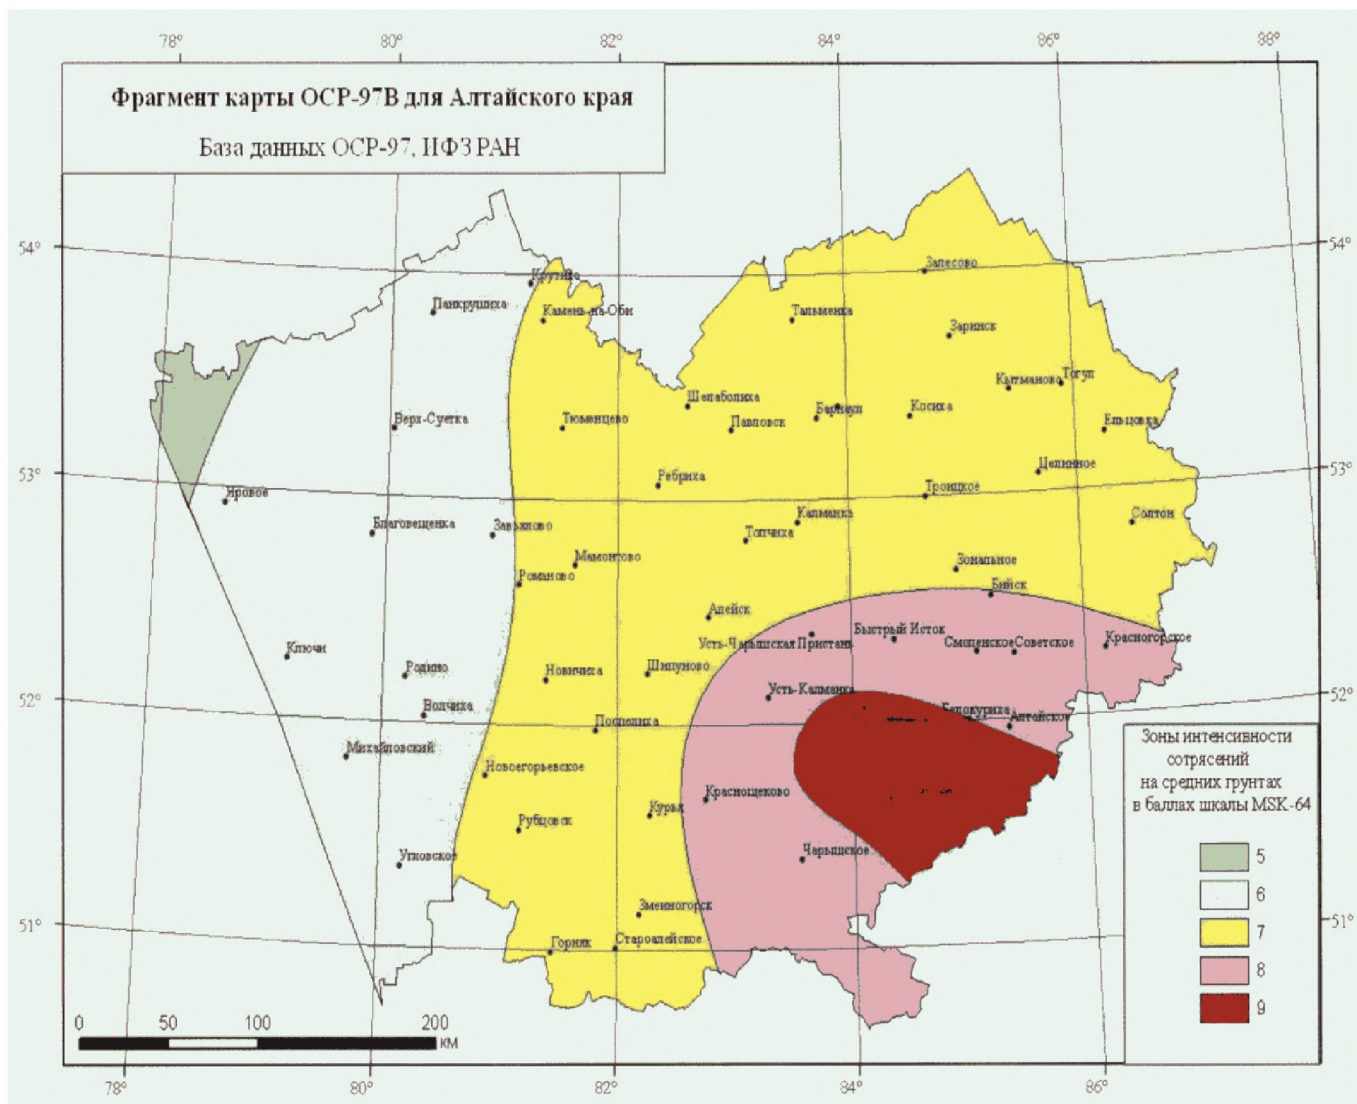 78°
80°
82°
84°
86°
88°
Фрагмент карты ОСР-97В для Алтайского края
База данных ОСР-97, ИФЗ РАН
54°
54°
Залесово
Крутиха
Панкрушиха
Камень-на-Оби
Тальменка
Заринск
Кытманово
Тогул
Шелаболиха
Верх-Суетка
Тюменцево
Павловск
Барнаул
Косиха
Ельцовка
53°
53°
Целинное
Ребриха
Троицкое
Яровое
Благовещенка
Завьялово
Топчиха
Калманка
Солтон
Мамонтово
Романово
Зональное
Бийск
Алейск
Усть-Чарышская Пристань
Быстрый Исток
Смоленское
Советское
Красногорское
Ключи
Родино
Новичиха
Шипуново
52°
52°
Волчиха
Усть-Калманка
Белокуриха
Алтайское
Поспелиха
Михайловский
Новоегорьевское
Краснощеково
Курья
Рубцовск
Угловское
Чарышское
Змеиногорск
51°
51°
Горняк
Староалейское
Зоны интенсивности
сотрясений
на средних грунтах
в баллах шкалы MSK-64
5
6
7
8
9
0
50
100
200
КМ
78°
80°
82°
84°
86°